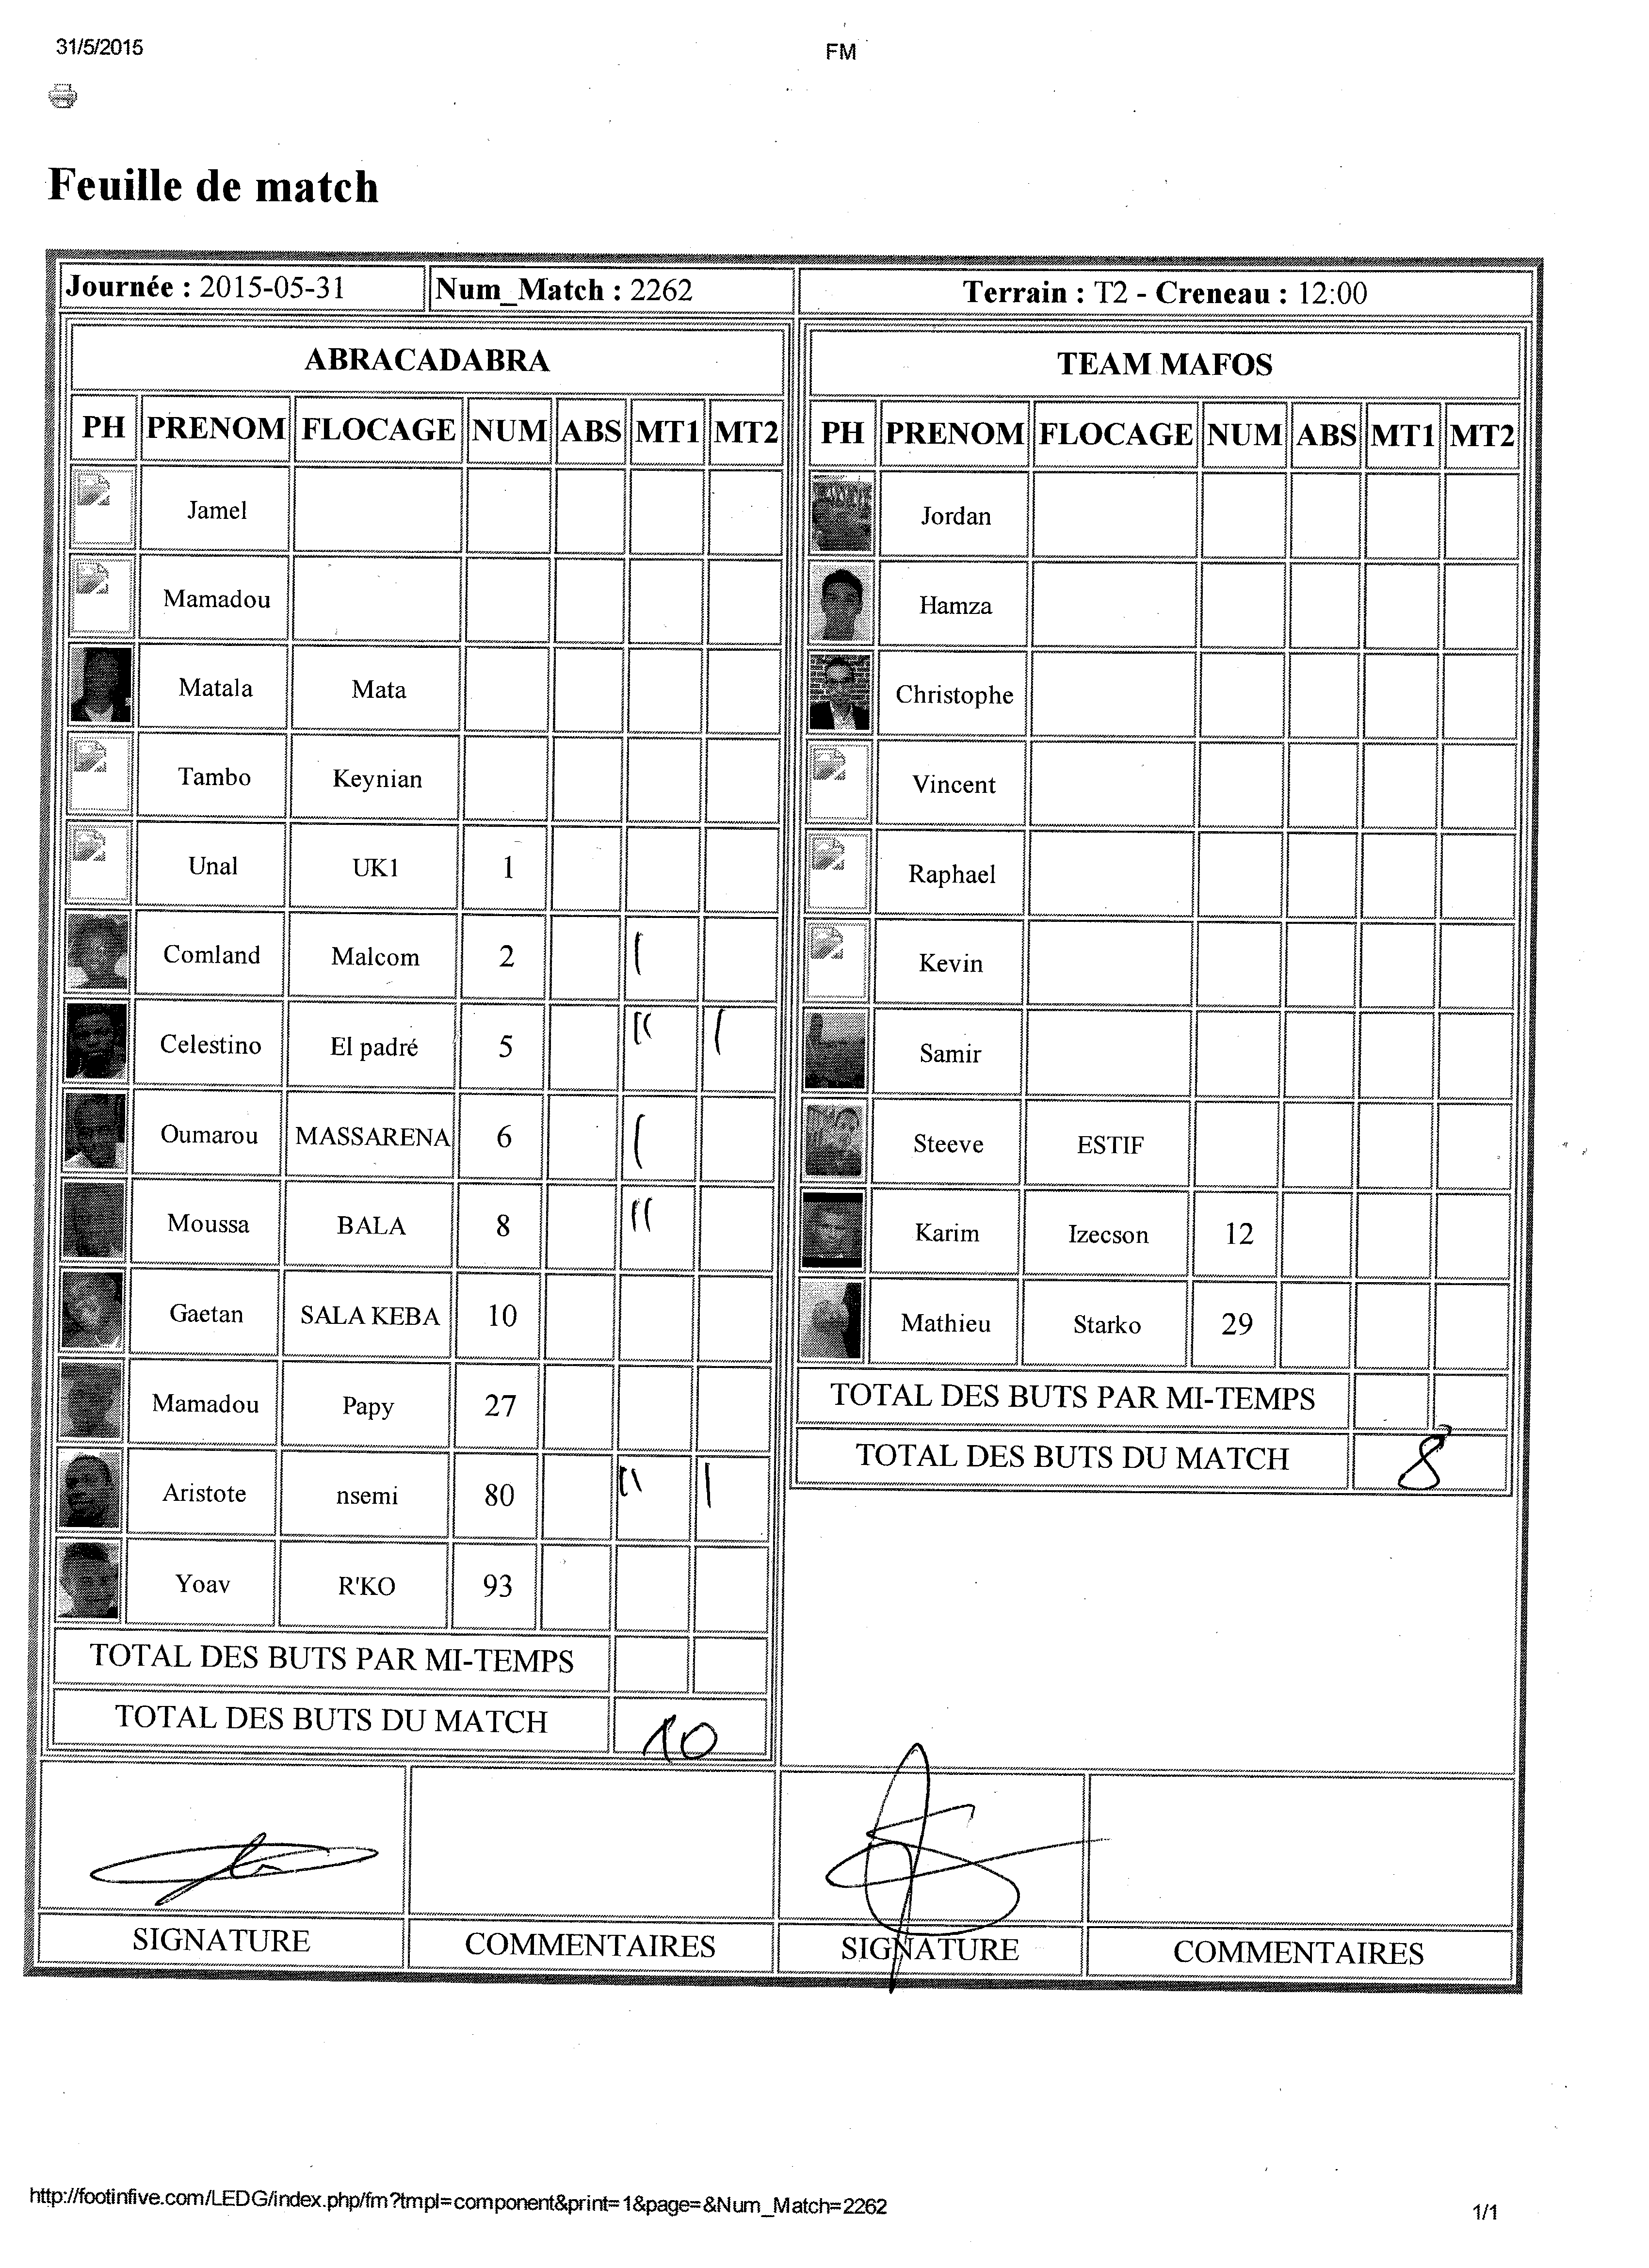 31/5/2015 FM
Feuille de match
Journée : 2015-05-31 Num_Match : 2262 Terrain : T2 - Creneau : 12:00
ABRACADABRA
PH PRENOM FLOCAGE NUM ABS MT1 MT2
Jamel
Mamadou
Matala Mata
Tambo Keynian
Unal UK1 1
Comland Malcom 2 |
Celestino El padré 5 || |
Oumarou MASSARENA 6 |
Moussa BALA 8 ||
Gaetan SALA KEBA 10
Mamadou Papy 27
Aristote nsemi 80 || |
Yoav R'KO 93
TOTAL DES BUTS PAR MI-TEMPS
TOTAL DES BUTS DU MATCH 10
TEAM MAFOS
PH PRENOM FLOCAGE NUM ABS MT1 MT2
Jordan
Hamza
Christophe
Vincent
Raphael
Kevin
Samir
Steeve ESTIF
Karim Izecson 12
Mathieu Starko 29
TOTAL DES BUTS PAR MI-TEMPS
TOTAL DES BUTS DU MATCH 8
SIGNATURE COMMENTAIRES SIGNATURE COMMENTAIRES
http://footinfive.com/LEDG/index.php/fm?tmpl=component&print=1&page=&Num_Match=2262 1/1